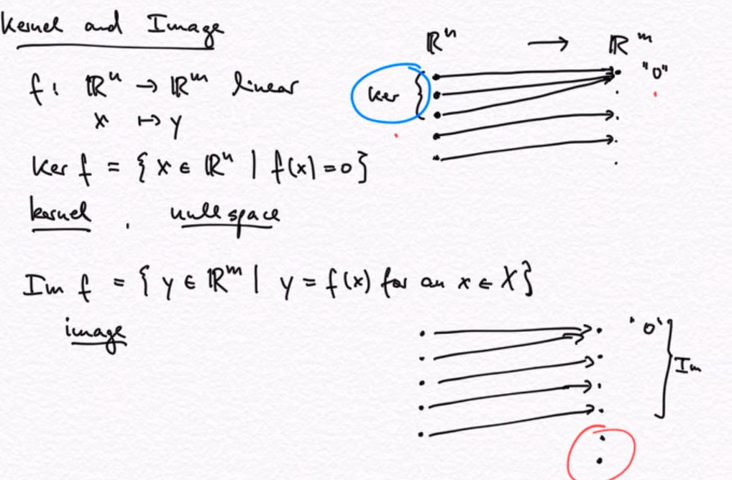 Kernel and Image
ℝⁿ → ℝᵐ
"0"
Ker {
f: ℝⁿ → ℝᵐ linear
x ↦ y
Ker f = { x ∈ ℝⁿ | f(x) = 0 }
kernel , null space
Im f = { y ∈ ℝᵐ | y = f(x) for an x ∈ X }
image
"0" } Im